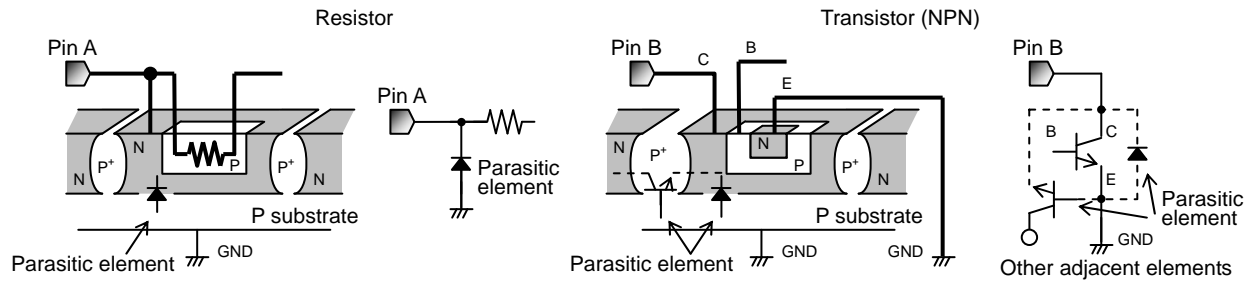 Resistor
Transistor (NPN)
Pin A
N
P
P+
P+
N
N
P substrate
GND
Parasitic element
Pin A
Parasitic
element
Pin B
C
B
E
N
P
P+
P+
N
N
P substrate
GND
GND
Parasitic element
Pin B
B
C
E
Parasitic
element
GND
Other adjacent elements